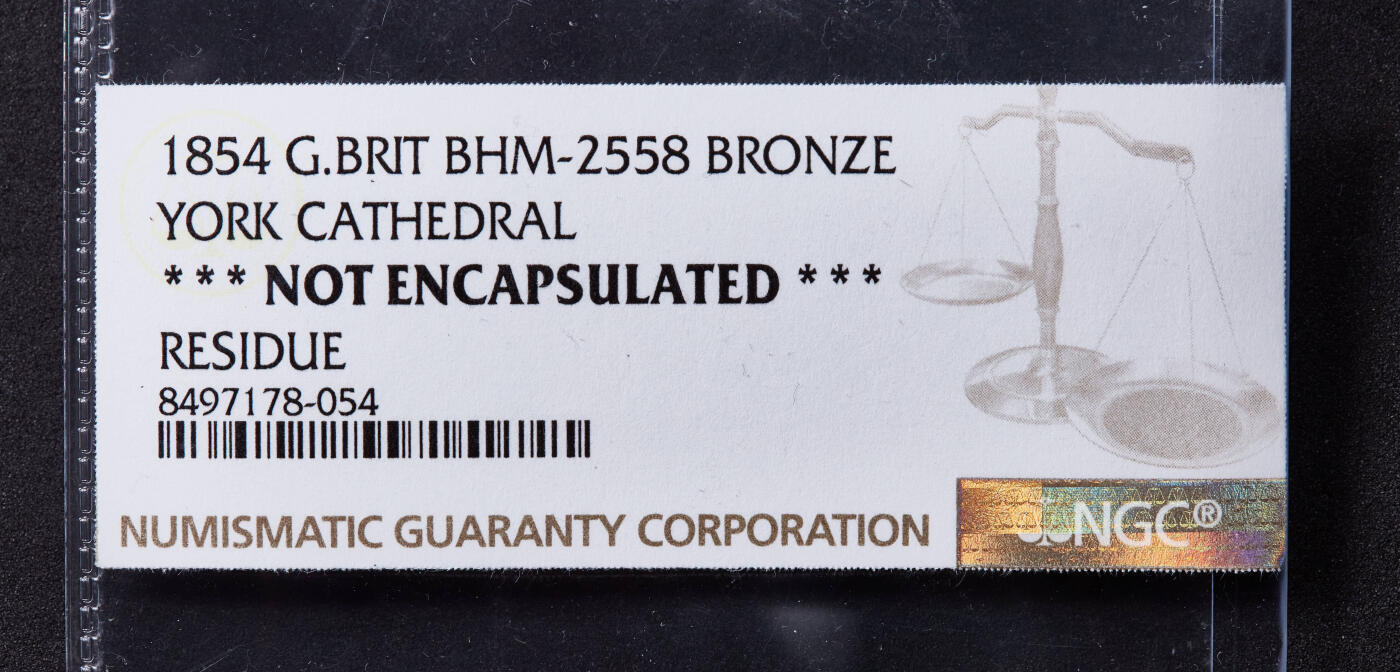 1854 G.BRIT BHM-2558 BRONZE
YORK CATHEDRAL
*** NOT ENCAPSULATED ***
RESIDUE
8497178-054
NUMISMATIC GUARANTY CORPORATION
NGC®